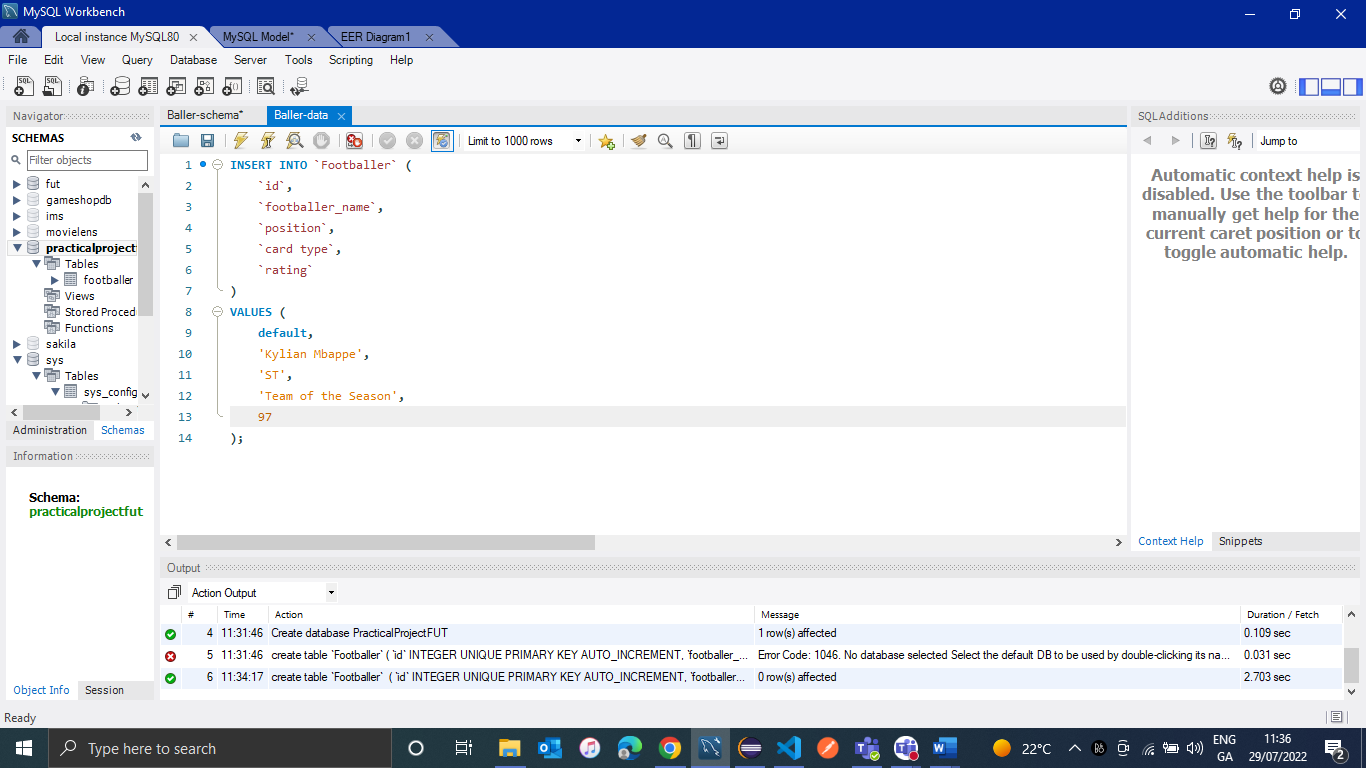 MySQL Workbench
Local instance MySQL80
MySQL Model*
EER Diagram1
File Edit View Query Database Server Tools Scripting Help
Navigator
SCHEMAS
Filter objects
fut
gameshopdb
ims
movielens
practicalproject
Tables
footballer
Views
Stored Proced
Functions
sakila
sys
Tables
sys_config
Administration Schemas
Information
Schema:
practicalprojectfut
Object Info Session
Baller-schema* Baller-data
Limit to 1000 rows
1 INSERT INTO `Footballer` (
2 `id`,
3 `footballer_name`,
4 `position`,
5 `card type`,
6 `rating`
7 )
8 VALUES (
9 default,
10 'Kylian Mbappe',
11 'ST',
12 'Team of the Season',
13 97
14 );
SQLAdditions
Jump to
Automatic context help is
disabled. Use the toolbar t
manually get help for the
current caret position or to
toggle automatic help.
Context Help Snippets
Output
Action Output
# Time Action Message Duration / Fetch
4 11:31:46 Create database PracticalProjectFUT 1 row(s) affected 0.109 sec
5 11:31:46 create table `Footballer` ( `id` INTEGER UNIQUE PRIMARY KEY AUTO_INCREMENT, `footballer_... Error Code: 1046. No database selected Select the default DB to be used by double-clicking its na... 0.031 sec
6 11:34:17 create table `Footballer` ( `id` INTEGER UNIQUE PRIMARY KEY AUTO_INCREMENT, `footballer... 0 row(s) affected 2.703 sec
Ready
Type here to search
22°C
ENG
GA
11:36
29/07/2022
2